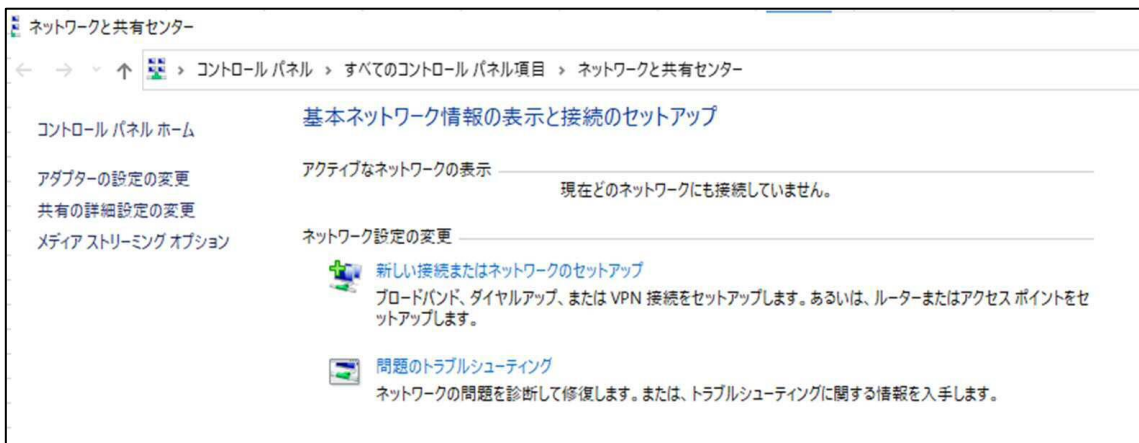 ネットワークと共有センター
コントロール パネル › すべてのコントロール パネル項目 › ネットワークと共有センター
コントロール パネル ホーム
アダプターの設定の変更
共有の詳細設定の変更
メディア ストリーミング オプション
基本ネットワーク情報の表示と接続のセットアップ
アクティブなネットワークの表示
現在どのネットワークにも接続していません。
ネットワーク設定の変更
新しい接続またはネットワークのセットアップ
ブロードバンド、ダイヤルアップ、または VPN 接続をセットアップします。あるいは、ルーターまたはアクセス ポイントをセ
ットアップします。
問題のトラブルシューティング
ネットワークの問題を診断して修復します。または、トラブルシューティングに関する情報を入手します。